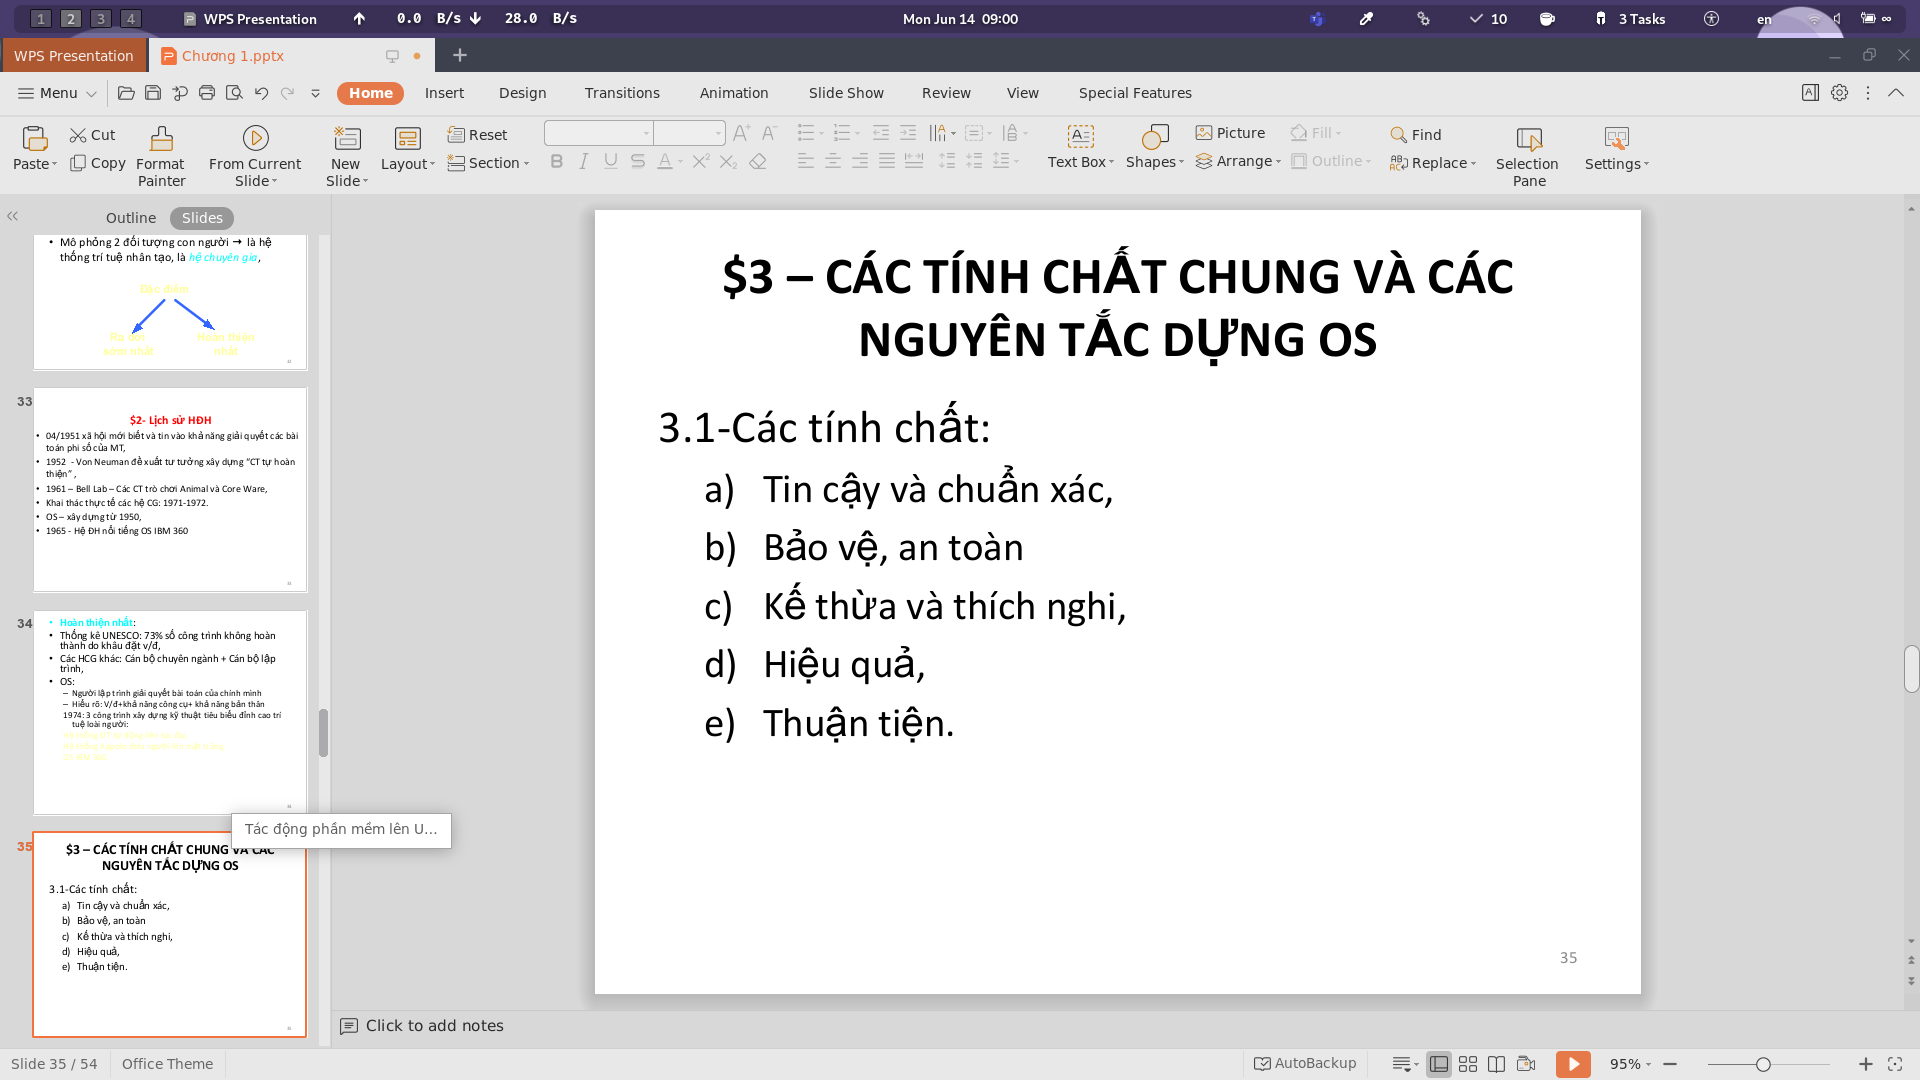 1 2 3 4 WPS Presentation 0.0 B/s 28.0 B/s Mon Jun 14 09:00 10 3 Tasks en ∞
WPS Presentation Chương 1.pptx
Menu Home Insert Design Transitions Animation Slide Show Review View Special Features
Paste Cut Copy Format Painter From Current Slide New Slide Layout Reset Section
Text Box Shapes Picture Arrange Fill Outline Find Replace Selection Pane Settings
Outline Slides
• Mô phỏng 2 đối tượng con người → là hệ
thống trí tuệ nhân tạo, là hệ chuyên gia,
Đạo diễm
Ra đời Hoàn thiện
sớm nhất nhất
33
$2- Lịch sử HĐH
• 04/1951 xã hội mới biết và tin vào khả năng giải quyết các bài
toán phi số của MT,
• 1952 - Von Neuman đề xuất tư tưởng xây dựng “CT tự hoàn
thiện” ,
• 1961 – Bell Lab – Các CT trò chơi Animal và Core Ware,
• Khai thác thực tế các hệ CG: 1971-1972.
• OS – xây dựng từ 1950,
• 1965 - Hệ ĐH nổi tiếng OS IBM 360
34
• Hoàn thiện nhất:
• Thống kê UNESCO: 73% số công trình không hoàn
thành do khâu đặt v/đ,
• Các HCG khác: Cán bộ chuyên ngành + Cán bộ lập
trình,
• OS:
– Người lập trình giải quyết bài toán của chính mình
– Hiểu rõ: V/đ+khả năng công cụ+ khả năng bản thân
1974: 3 công trình xây dựng kỹ thuật tiêu biểu đỉnh cao trí
tuệ loài người:
Tác động phần mềm lên U...
35
$3 – CÁC TÍNH CHẤT CHUNG VÀ CÁC
NGUYÊN TẮC DỰNG OS
3.1-Các tính chất:
a) Tin cậy và chuẩn xác,
b) Bảo vệ, an toàn
c) Kế thừa và thích nghi,
d) Hiệu quả,
e) Thuận tiện.
$3 – CÁC TÍNH CHẤT CHUNG VÀ CÁC
NGUYÊN TẮC DỰNG OS
3.1-Các tính chất:
a) Tin cậy và chuẩn xác,
b) Bảo vệ, an toàn
c) Kế thừa và thích nghi,
d) Hiệu quả,
e) Thuận tiện.
35
Click to add notes
Slide 35 / 54 Office Theme AutoBackup 95%